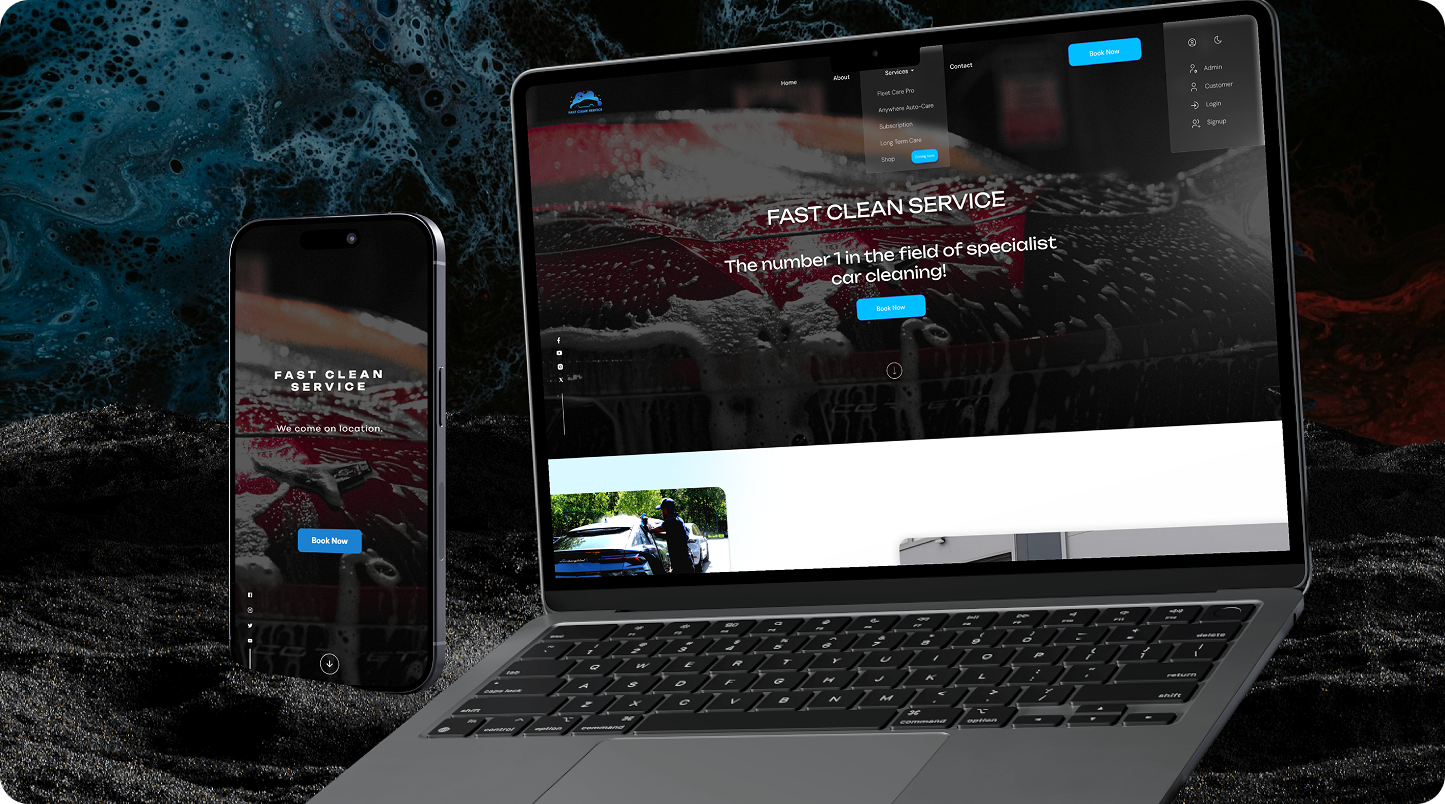 FAST CLEAN SERVICE
Home
About
Services
Contact
Book Now
Fleet Care Pro
Anywhere Auto-Care
Subscription
Long Term Care
Shop
Coming soon
Admin
Customer
Login
Signup
FAST CLEAN SERVICE
The number 1 in the field of specialist
car cleaning!
Book Now
FAST CLEAN
SERVICE
We come on location.
Book Now
esc
delete
tab
Q W E R T Y U I O P
return
caps lock
A S D F G H J K L
shift
Z X C V B N M
shift
fn
control
option
command
command
option